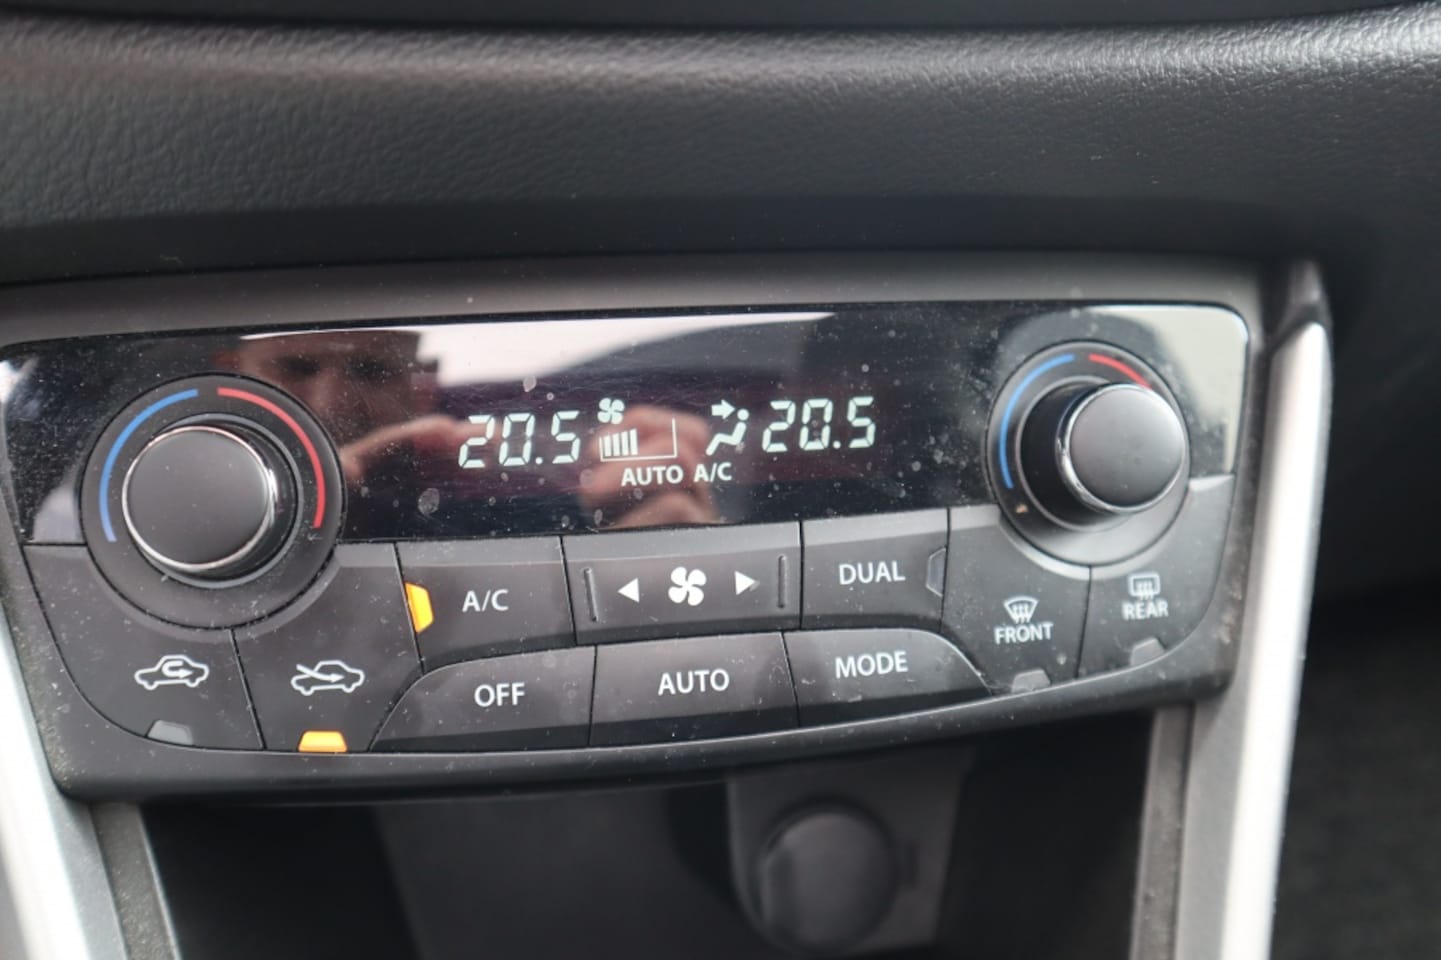 20.5 20.5
AUTO A/C
A/C
DUAL
FRONT
REAR
OFF
AUTO
MODE